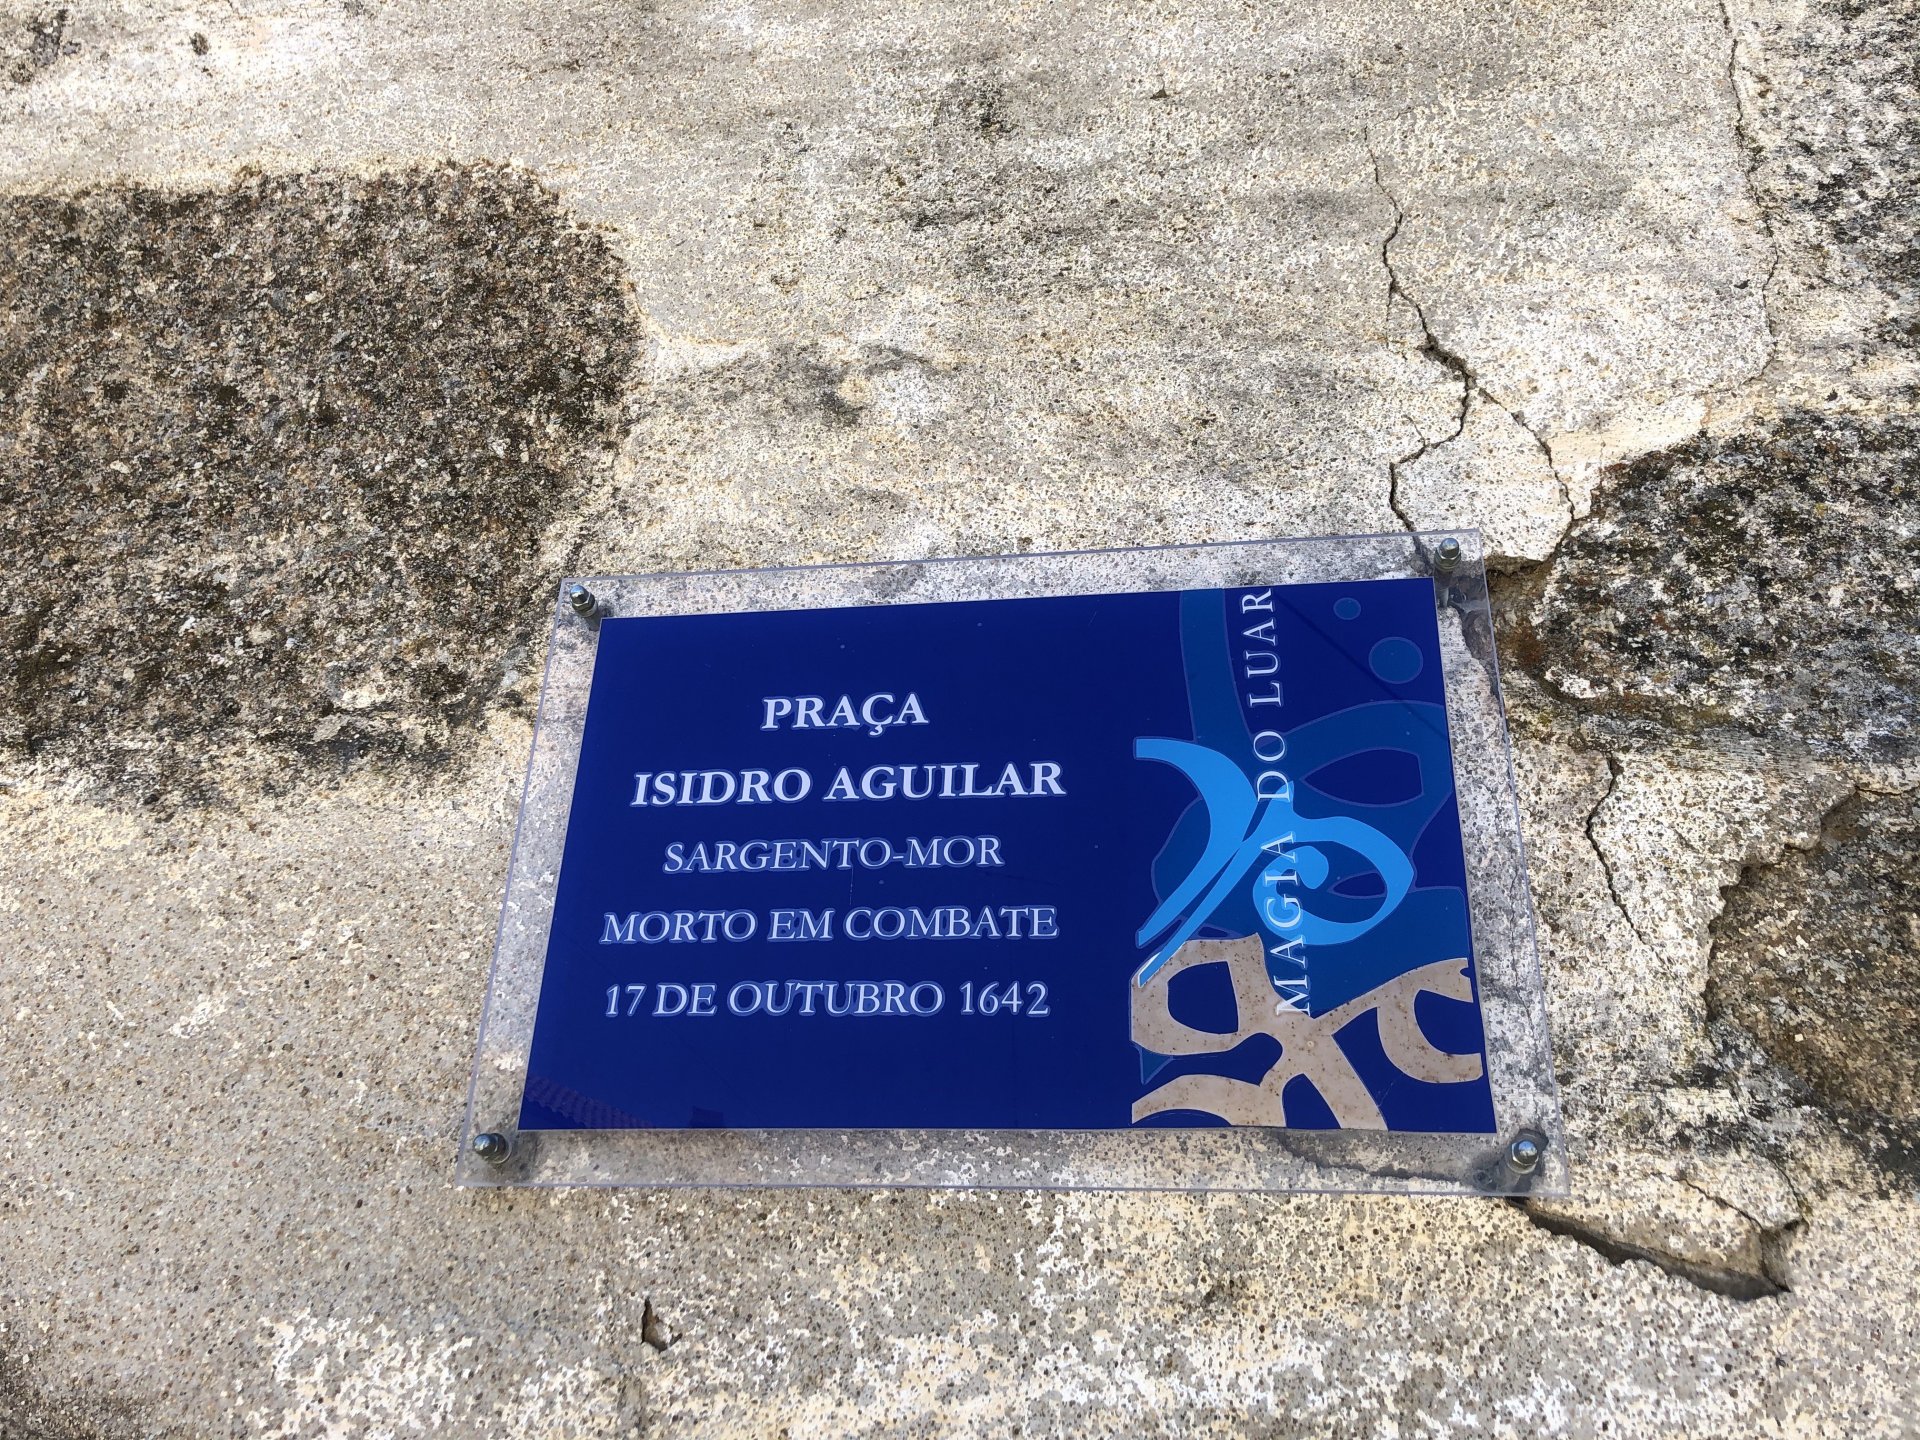 PRAÇA
ISIDRO AGUILAR
SARGENTO-MOR
MORTO EM COMBATE
17 DE OUTUBRO 1642
MAGIA DO LUAR